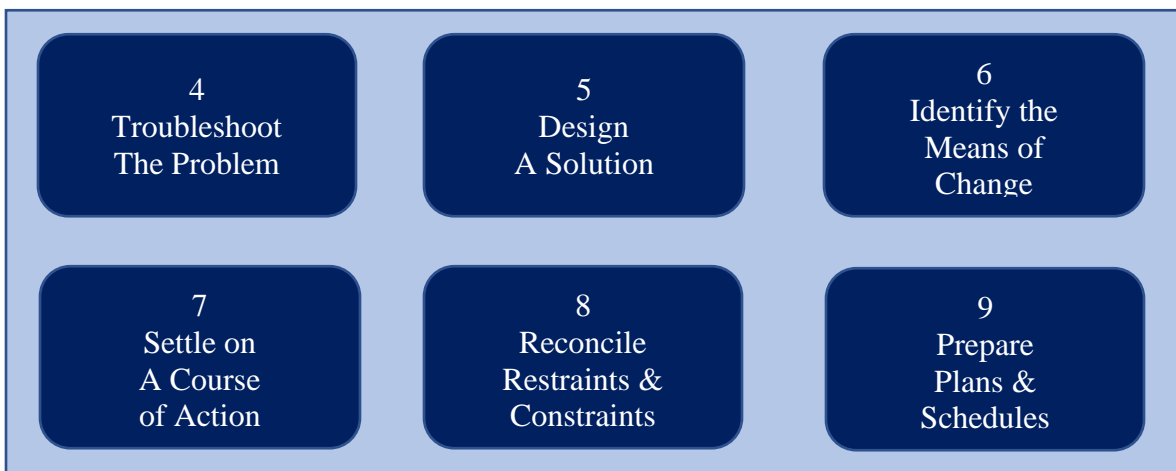 4
Troubleshoot
The Problem
5
Design
A Solution
6
Identify the
Means of
Change
7
Settle on
A Course
of Action
8
Reconcile
Restraints &
Constraints
9
Prepare
Plans &
Schedules